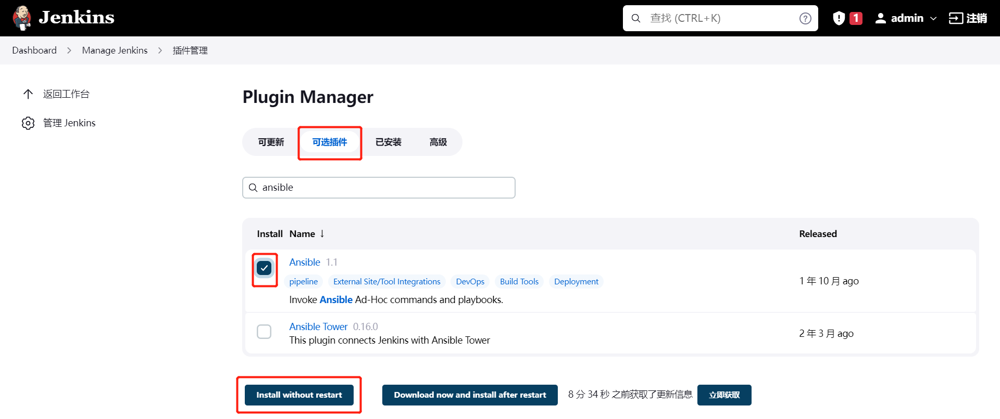 Jenkins
查找 (CTRL+K)
1
admin
注销
Dashboard
Manage Jenkins
插件管理
返回工作台
管理 Jenkins
Plugin Manager
可更新
可选插件
已安装
高级
ansible
Install Name ↓ Released
Ansible 1.1
pipeline External Site/Tool Integrations DevOps Build Tools Deployment
Invoke Ansible Ad-Hoc commands and playbooks.
1 年 10 月 ago
Ansible Tower 0.16.0
This plugin connects Jenkins with Ansible Tower
2 年 3 月 ago
Install without restart
Download now and install after restart
8 分 34 秒 之前获取了更新信息
立即获取